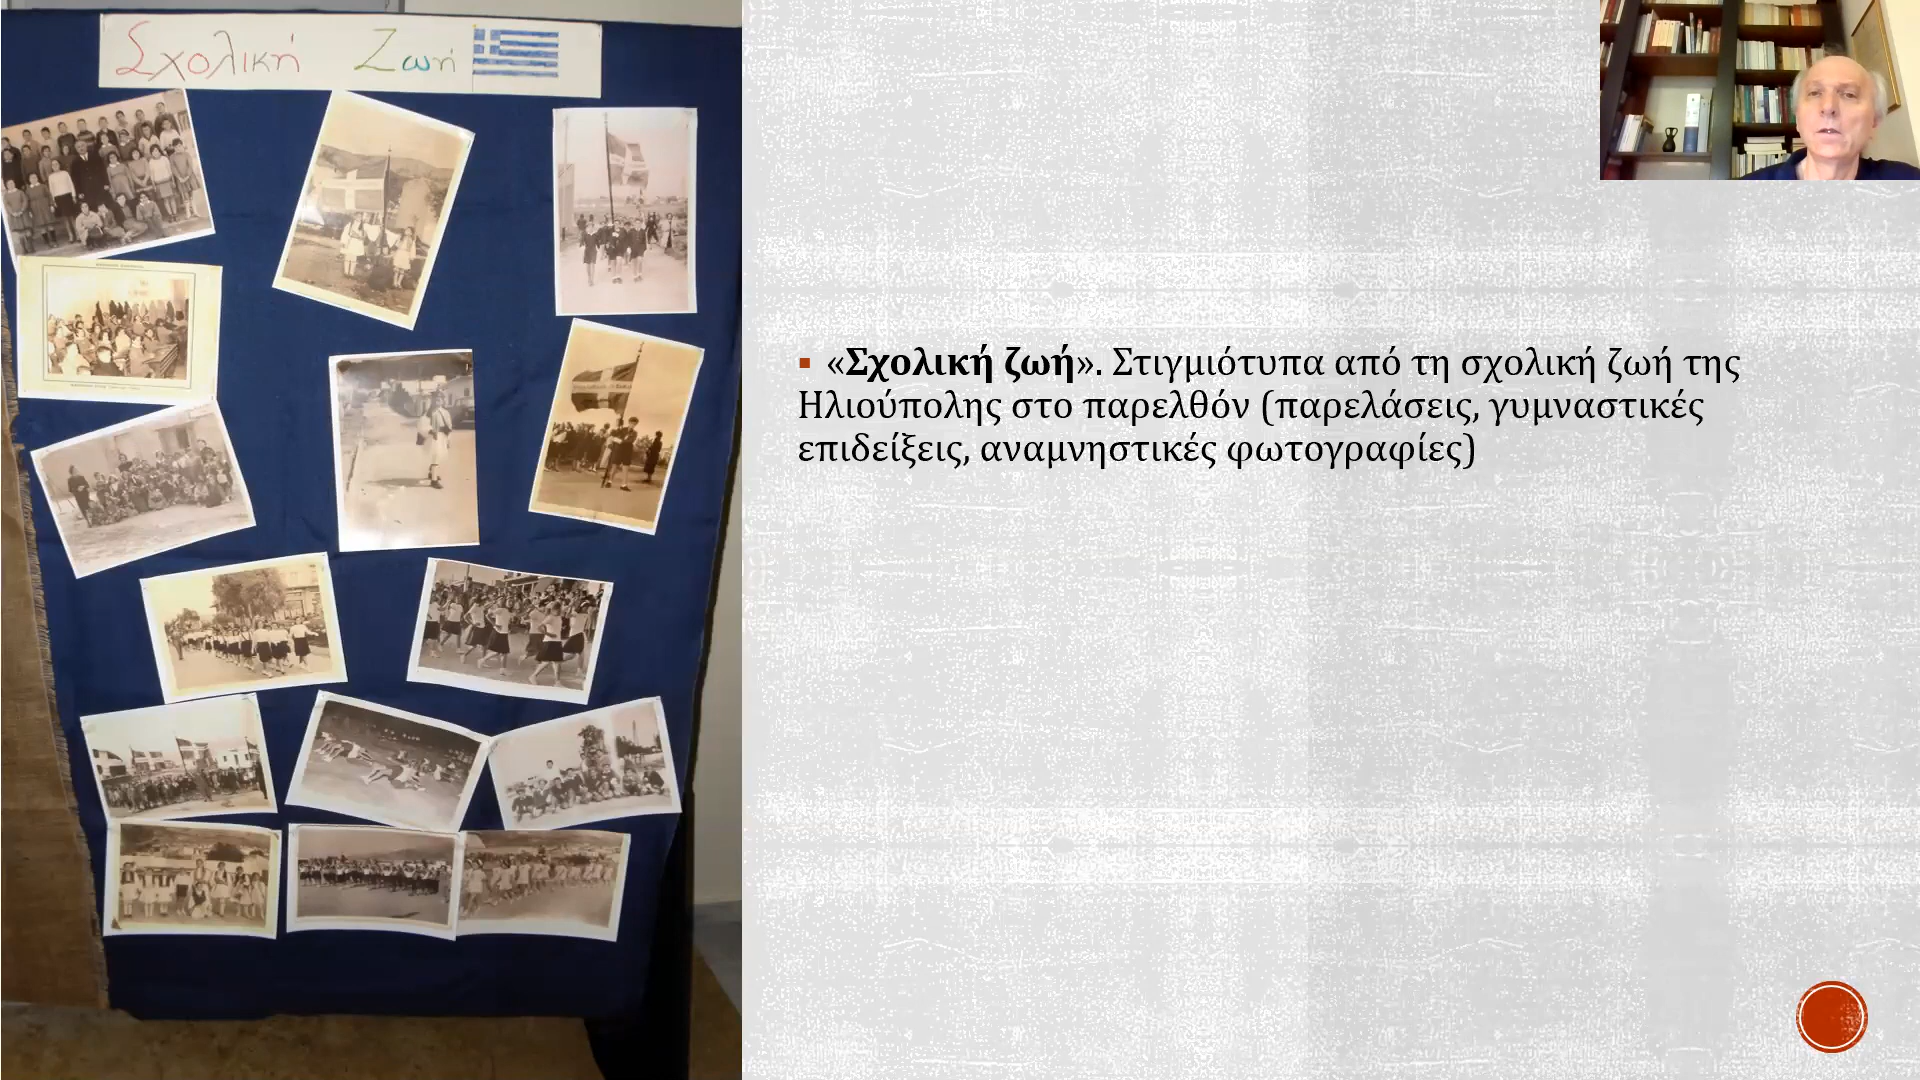 Σχολική Ζωή
▪ «Σχολική ζωή». Στιγμιότυπα από τη σχολική ζωή της
Ηλιούπολης στο παρελθόν (παρελάσεις, γυμναστικές
επιδείξεις, αναμνηστικές φωτογραφίες)